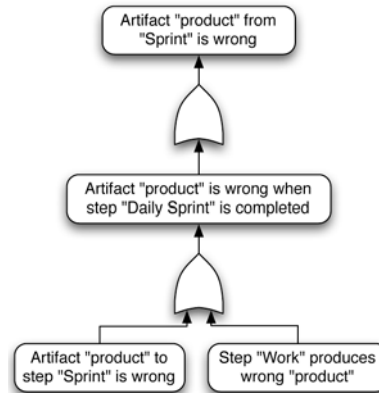 Artifact "product" from
"Sprint" is wrong
Artifact "product" is wrong when
step "Daily Sprint" is completed
Artifact "product" to
step "Sprint" is wrong
Step "Work" produces
wrong "product"